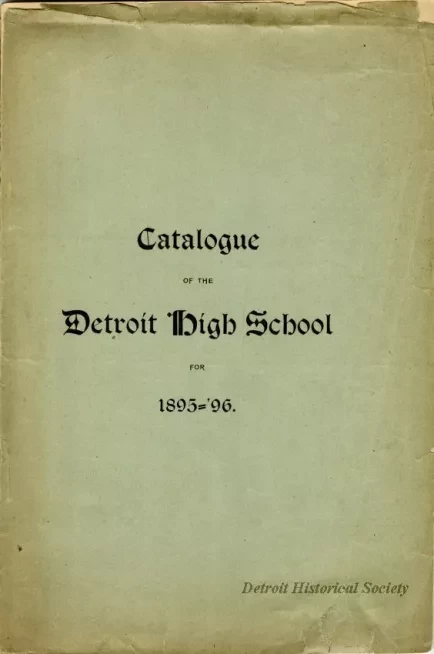 Catalogue
OF THE
Detroit High School
FOR
1895='96.
Detroit Historical Society